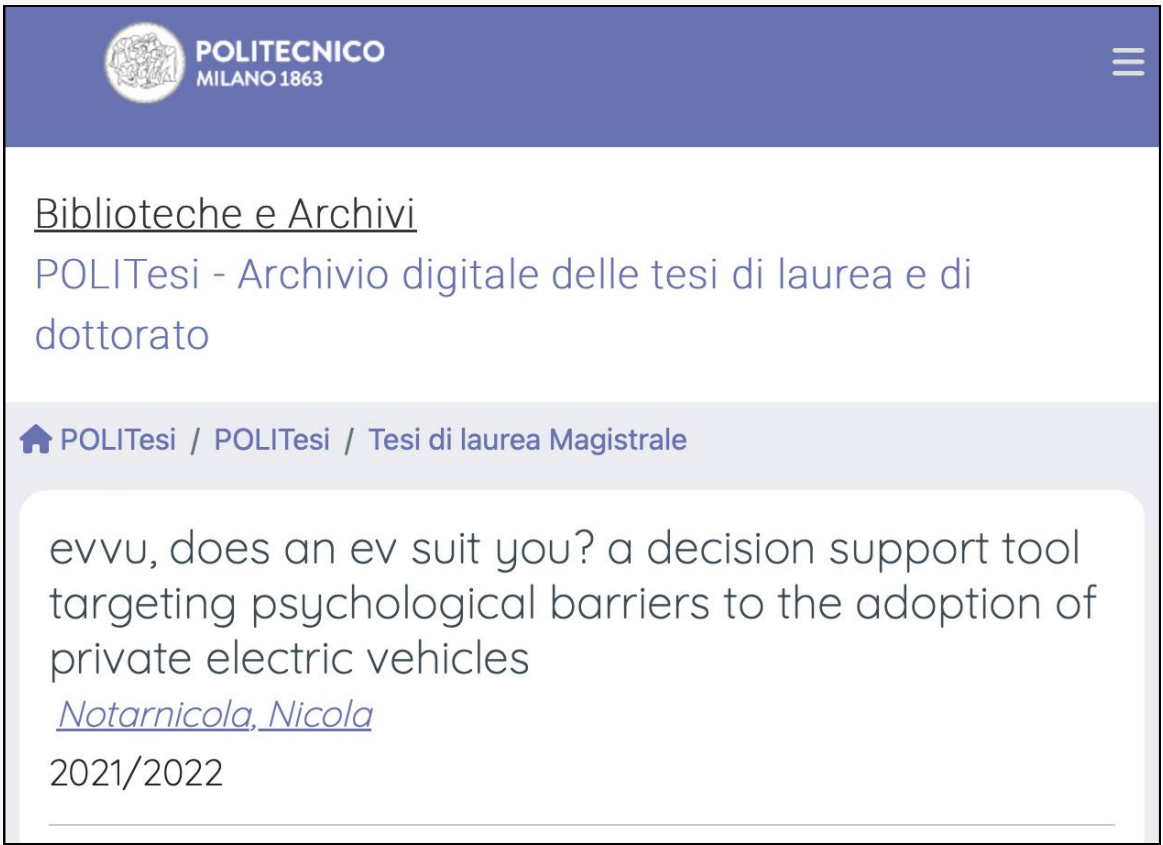 POLITECNICO
MILANO 1863
Biblioteche e Archivi
POLITesi - Archivio digitale delle tesi di laurea e di
dottorato
POLITesi / POLITesi / Tesi di laurea Magistrale
evvu, does an ev suit you? a decision support tool
targeting psychological barriers to the adoption of
private electric vehicles
Notarnicola, Nicola
2021/2022